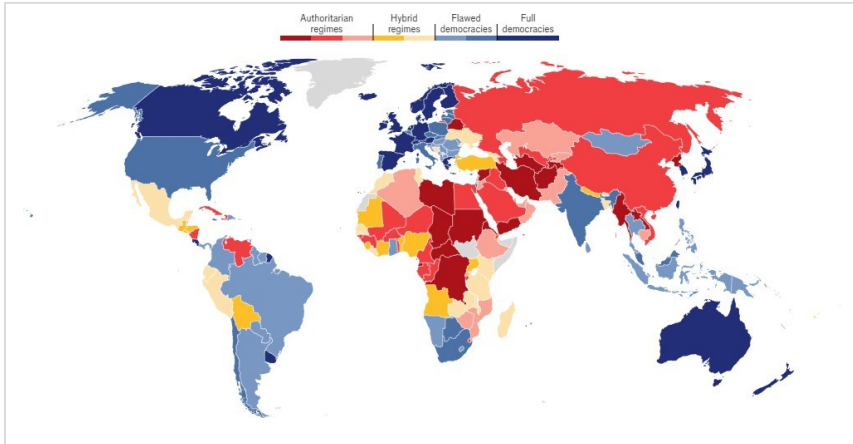 Authoritarian regimes
Hybrid regimes
Flawed democracies
Full democracies